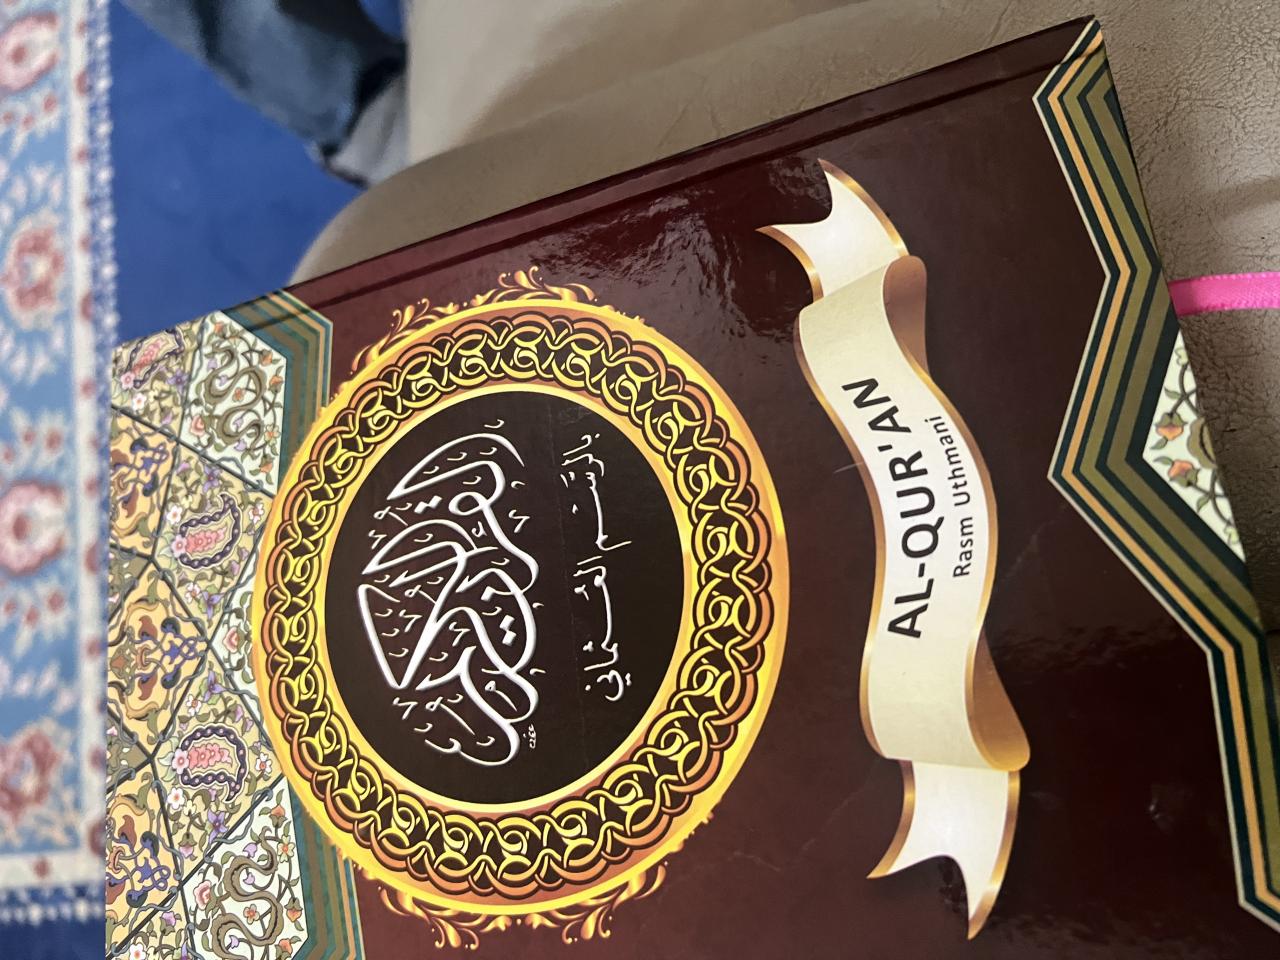 القرآن الكريم
بالرسم العثماني
AL-QUR'AN
Rasm Uthmani